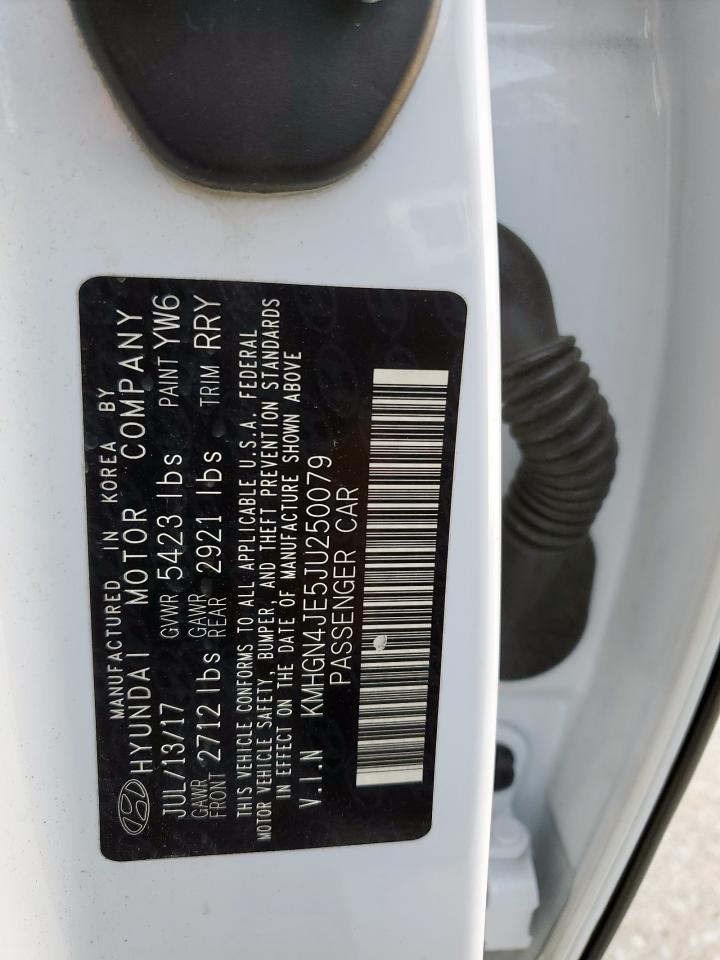 MANUFACTURED IN KOREA BY
HYUNDAI MOTOR COMPANY
JUL/13/17 GVWR 5423 lbs PAINT YW6
GAWR FRONT 2712 lbs GAWR REAR 2921 lbs TRIM RRY
THIS VEHICLE CONFORMS TO ALL APPLICABLE U.S.A. FEDERAL
MOTOR VEHICLE SAFETY, BUMPER, AND THEFT PREVENTION STANDARDS
IN EFFECT ON THE DATE OF MANUFACTURE SHOWN ABOVE
V.I.N KMHGN4JE5JU250079
PASSENGER CAR